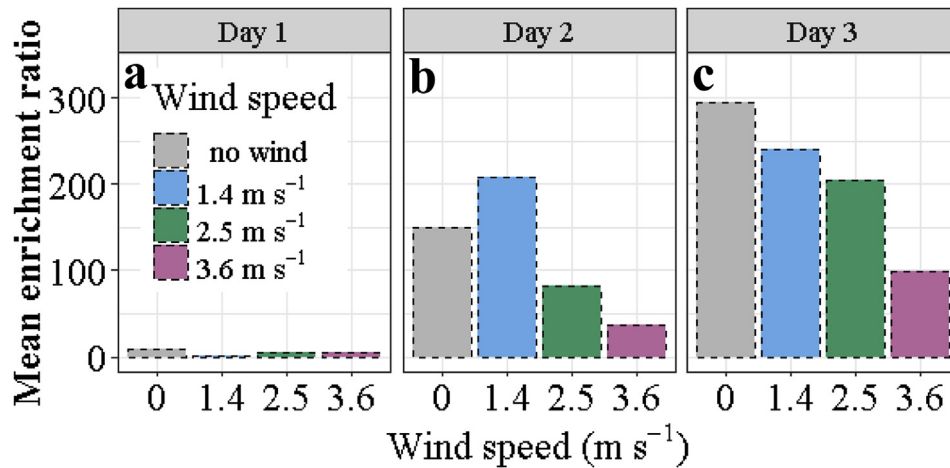 Day 1
Day 2
Day 3
Mean enrichment ratio
300
200
100
0
a
Wind speed
no wind
1.4 m s⁻¹
2.5 m s⁻¹
3.6 m s⁻¹
b
c
0 1.4 2.5 3.6
0 1.4 2.5 3.6
0 1.4 2.5 3.6
Wind speed (m s⁻¹)